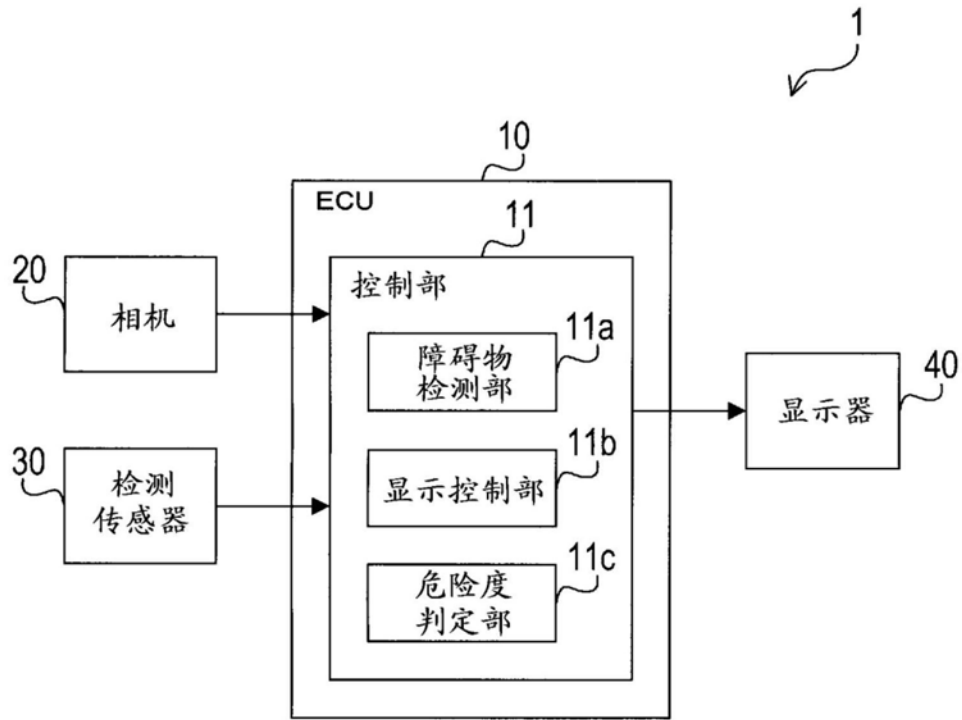 1
10
ECU
11
控制部
20
相机
11a
障碍物
检测部
40
显示器
30
检测
传感器
11b
显示控制部
11c
危险度
判定部